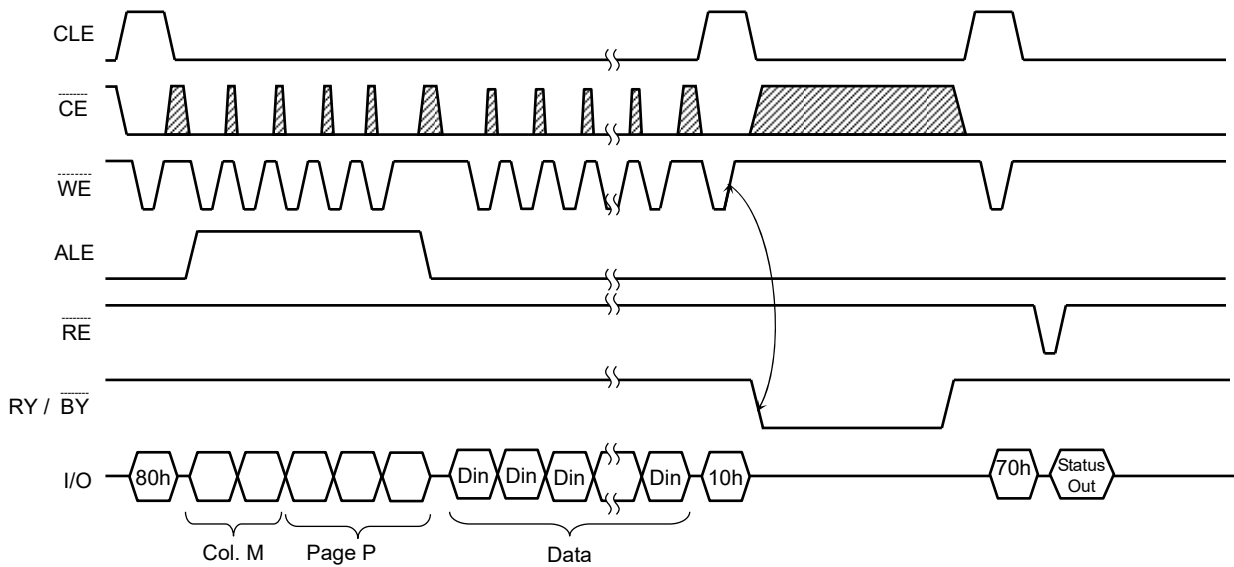 CLE
CE
WE
ALE
RE
RY / BY
I/O
80h
Din
Din
Din
Din
10h
70h
Status
Out
Col. M
Page P
Data